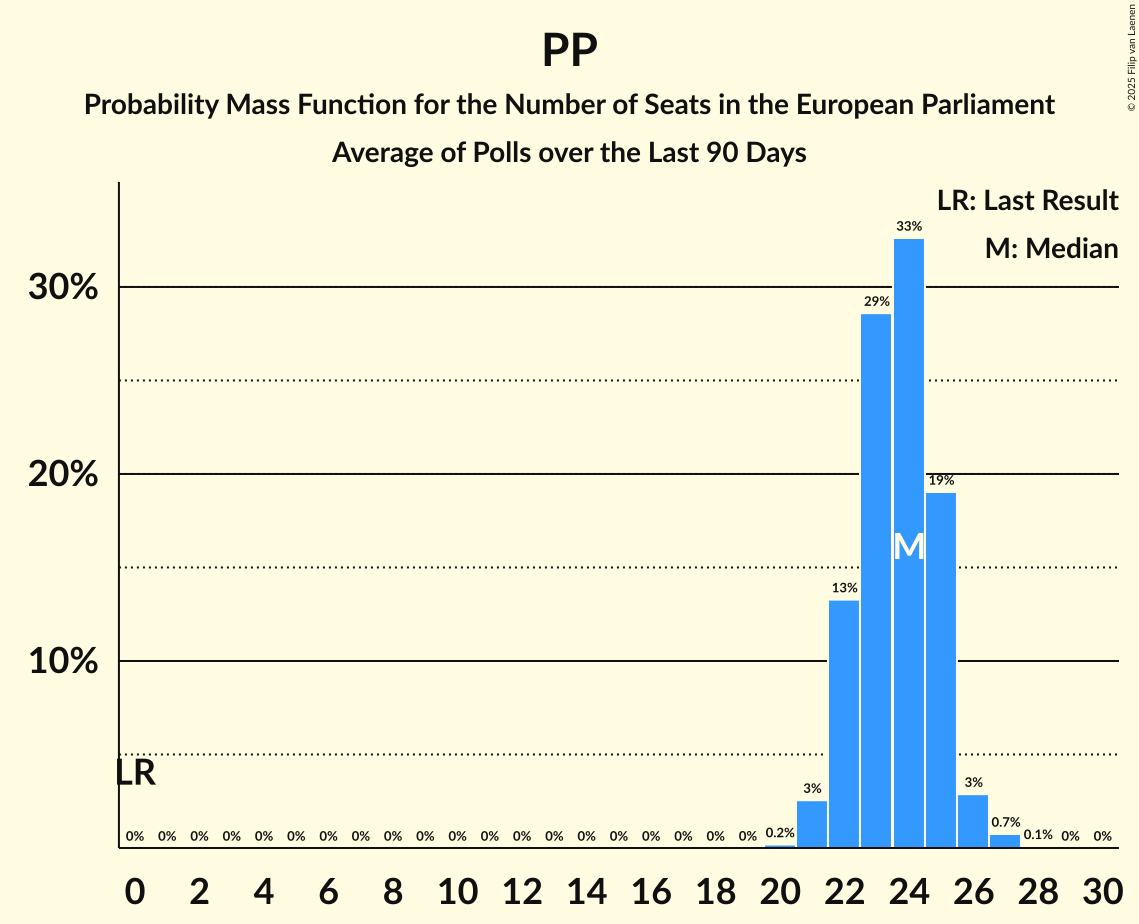 PP
Probability Mass Function for the Number of Seats in the European Parliament
Average of Polls over the Last 90 Days
© 2025 Filip van Laenen
LR: Last Result
M: Median
30%
20%
10%
LR
M
0% 0% 0% 0% 0% 0% 0% 0% 0% 0% 0% 0% 0% 0% 0% 0% 0% 0% 0% 0% 0.2% 3% 13% 29% 33% 19% 3% 0.7% 0.1% 0% 0%
0 2 4 6 8 10 12 14 16 18 20 22 24 26 28 30